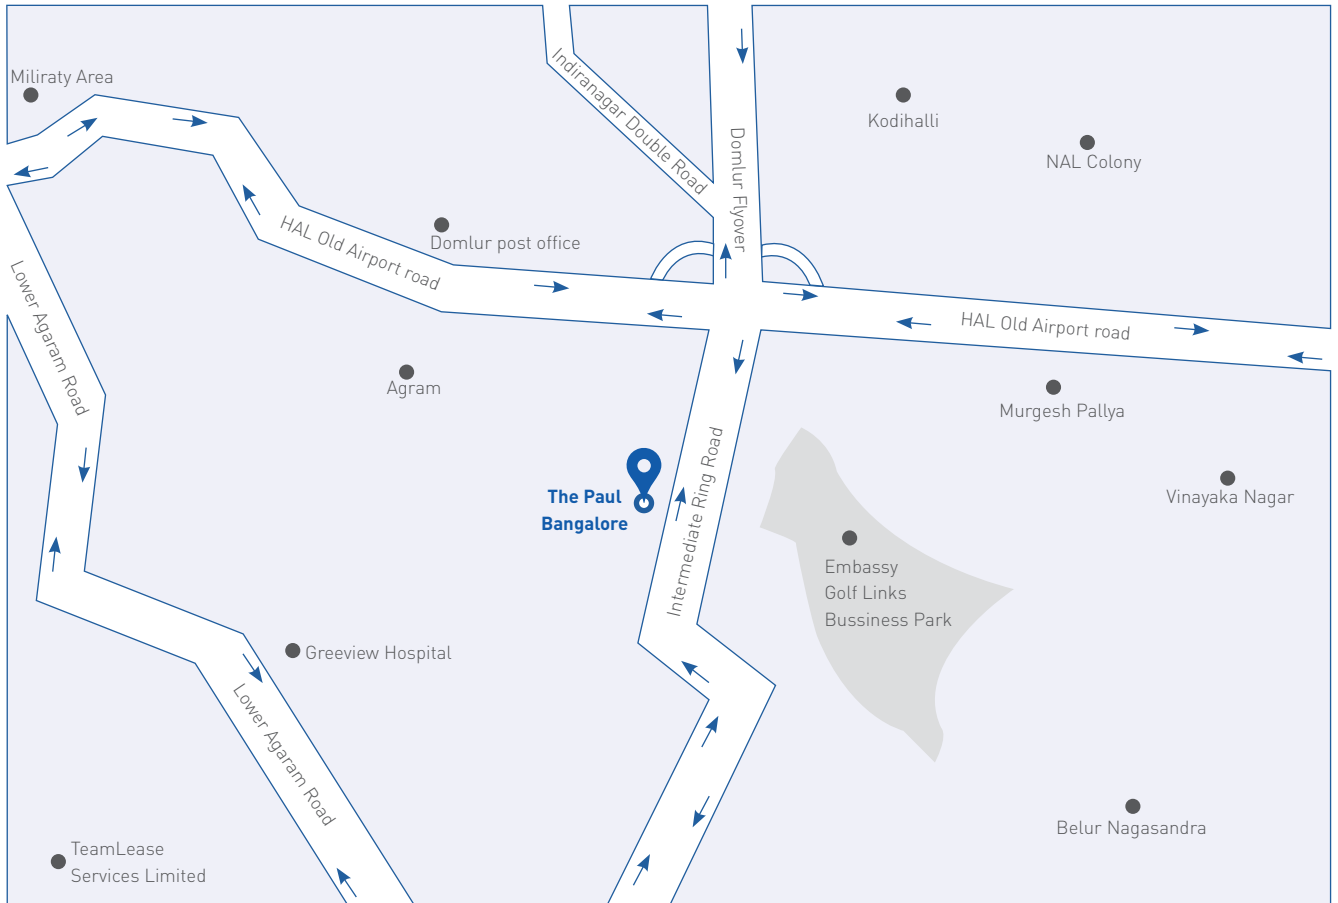 Miliraty Area
Indiranagar Double Road
Domlur Flyover
Kodihalli
NAL Colony
HAL Old Airport road
Domlur post office
Lower Agaram Road
HAL Old Airport road
Agram
Murgesh Pallya
Intermediate Ring Road
The Paul
Bangalore
Vinayaka Nagar
Embassy
Golf Links
Bussiness Park
Greeview Hospital
Lower Agaram Road
Belur Nagasandra
TeamLease
Services Limited